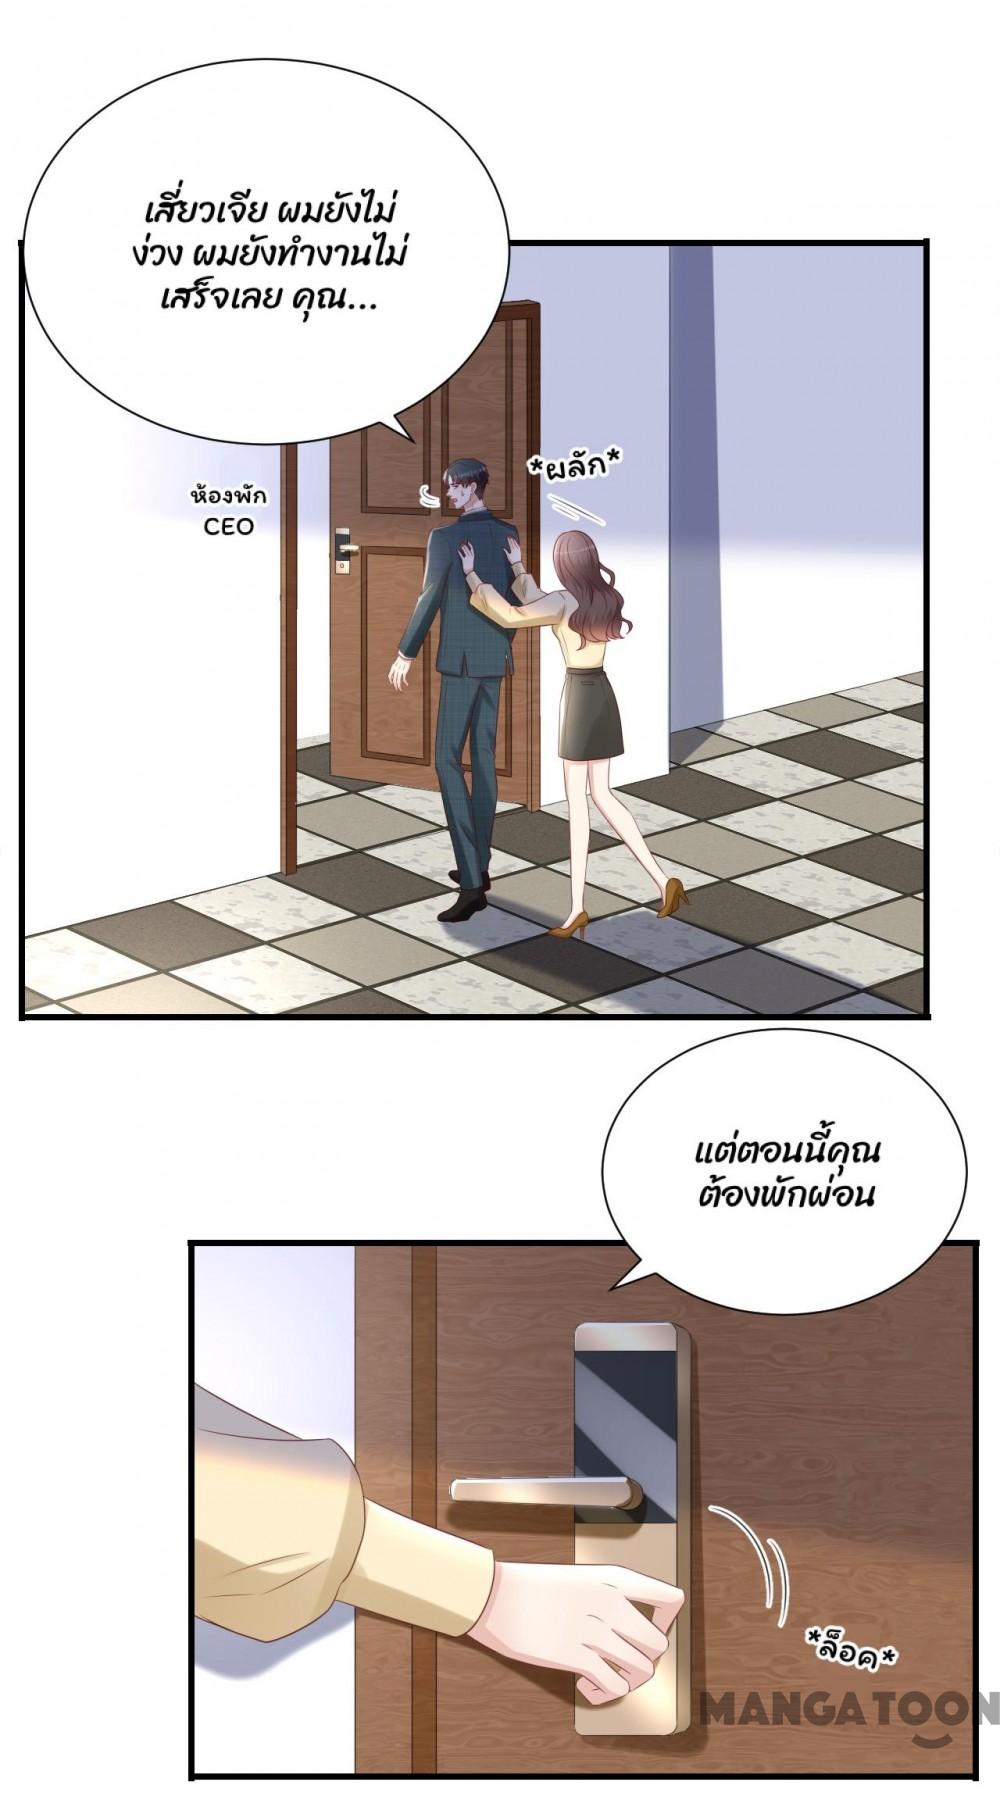 เสี่ยวเจีย ผมยังไม่
ง่วง ผมยังทำงานไม่
เสร็จเลย คุณ...
*ผลัก*
ห้องพัก
CEO
แต่ตอนนี้คุณ
ต้องพักผ่อน
*ล็อค*
MANGATOON